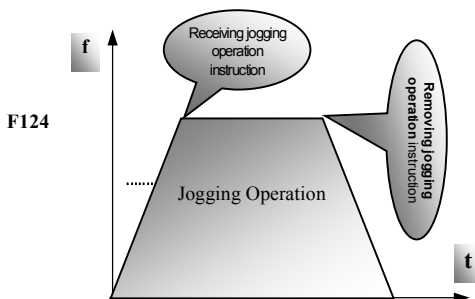 f
Receiving jogging
operation
instruction
Removing jogging
operation instruction
F124
Jogging Operation
t